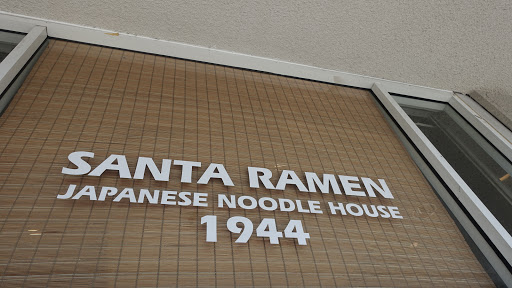 SANTA RAMEN
JAPANESE NOODLE HOUSE
1944